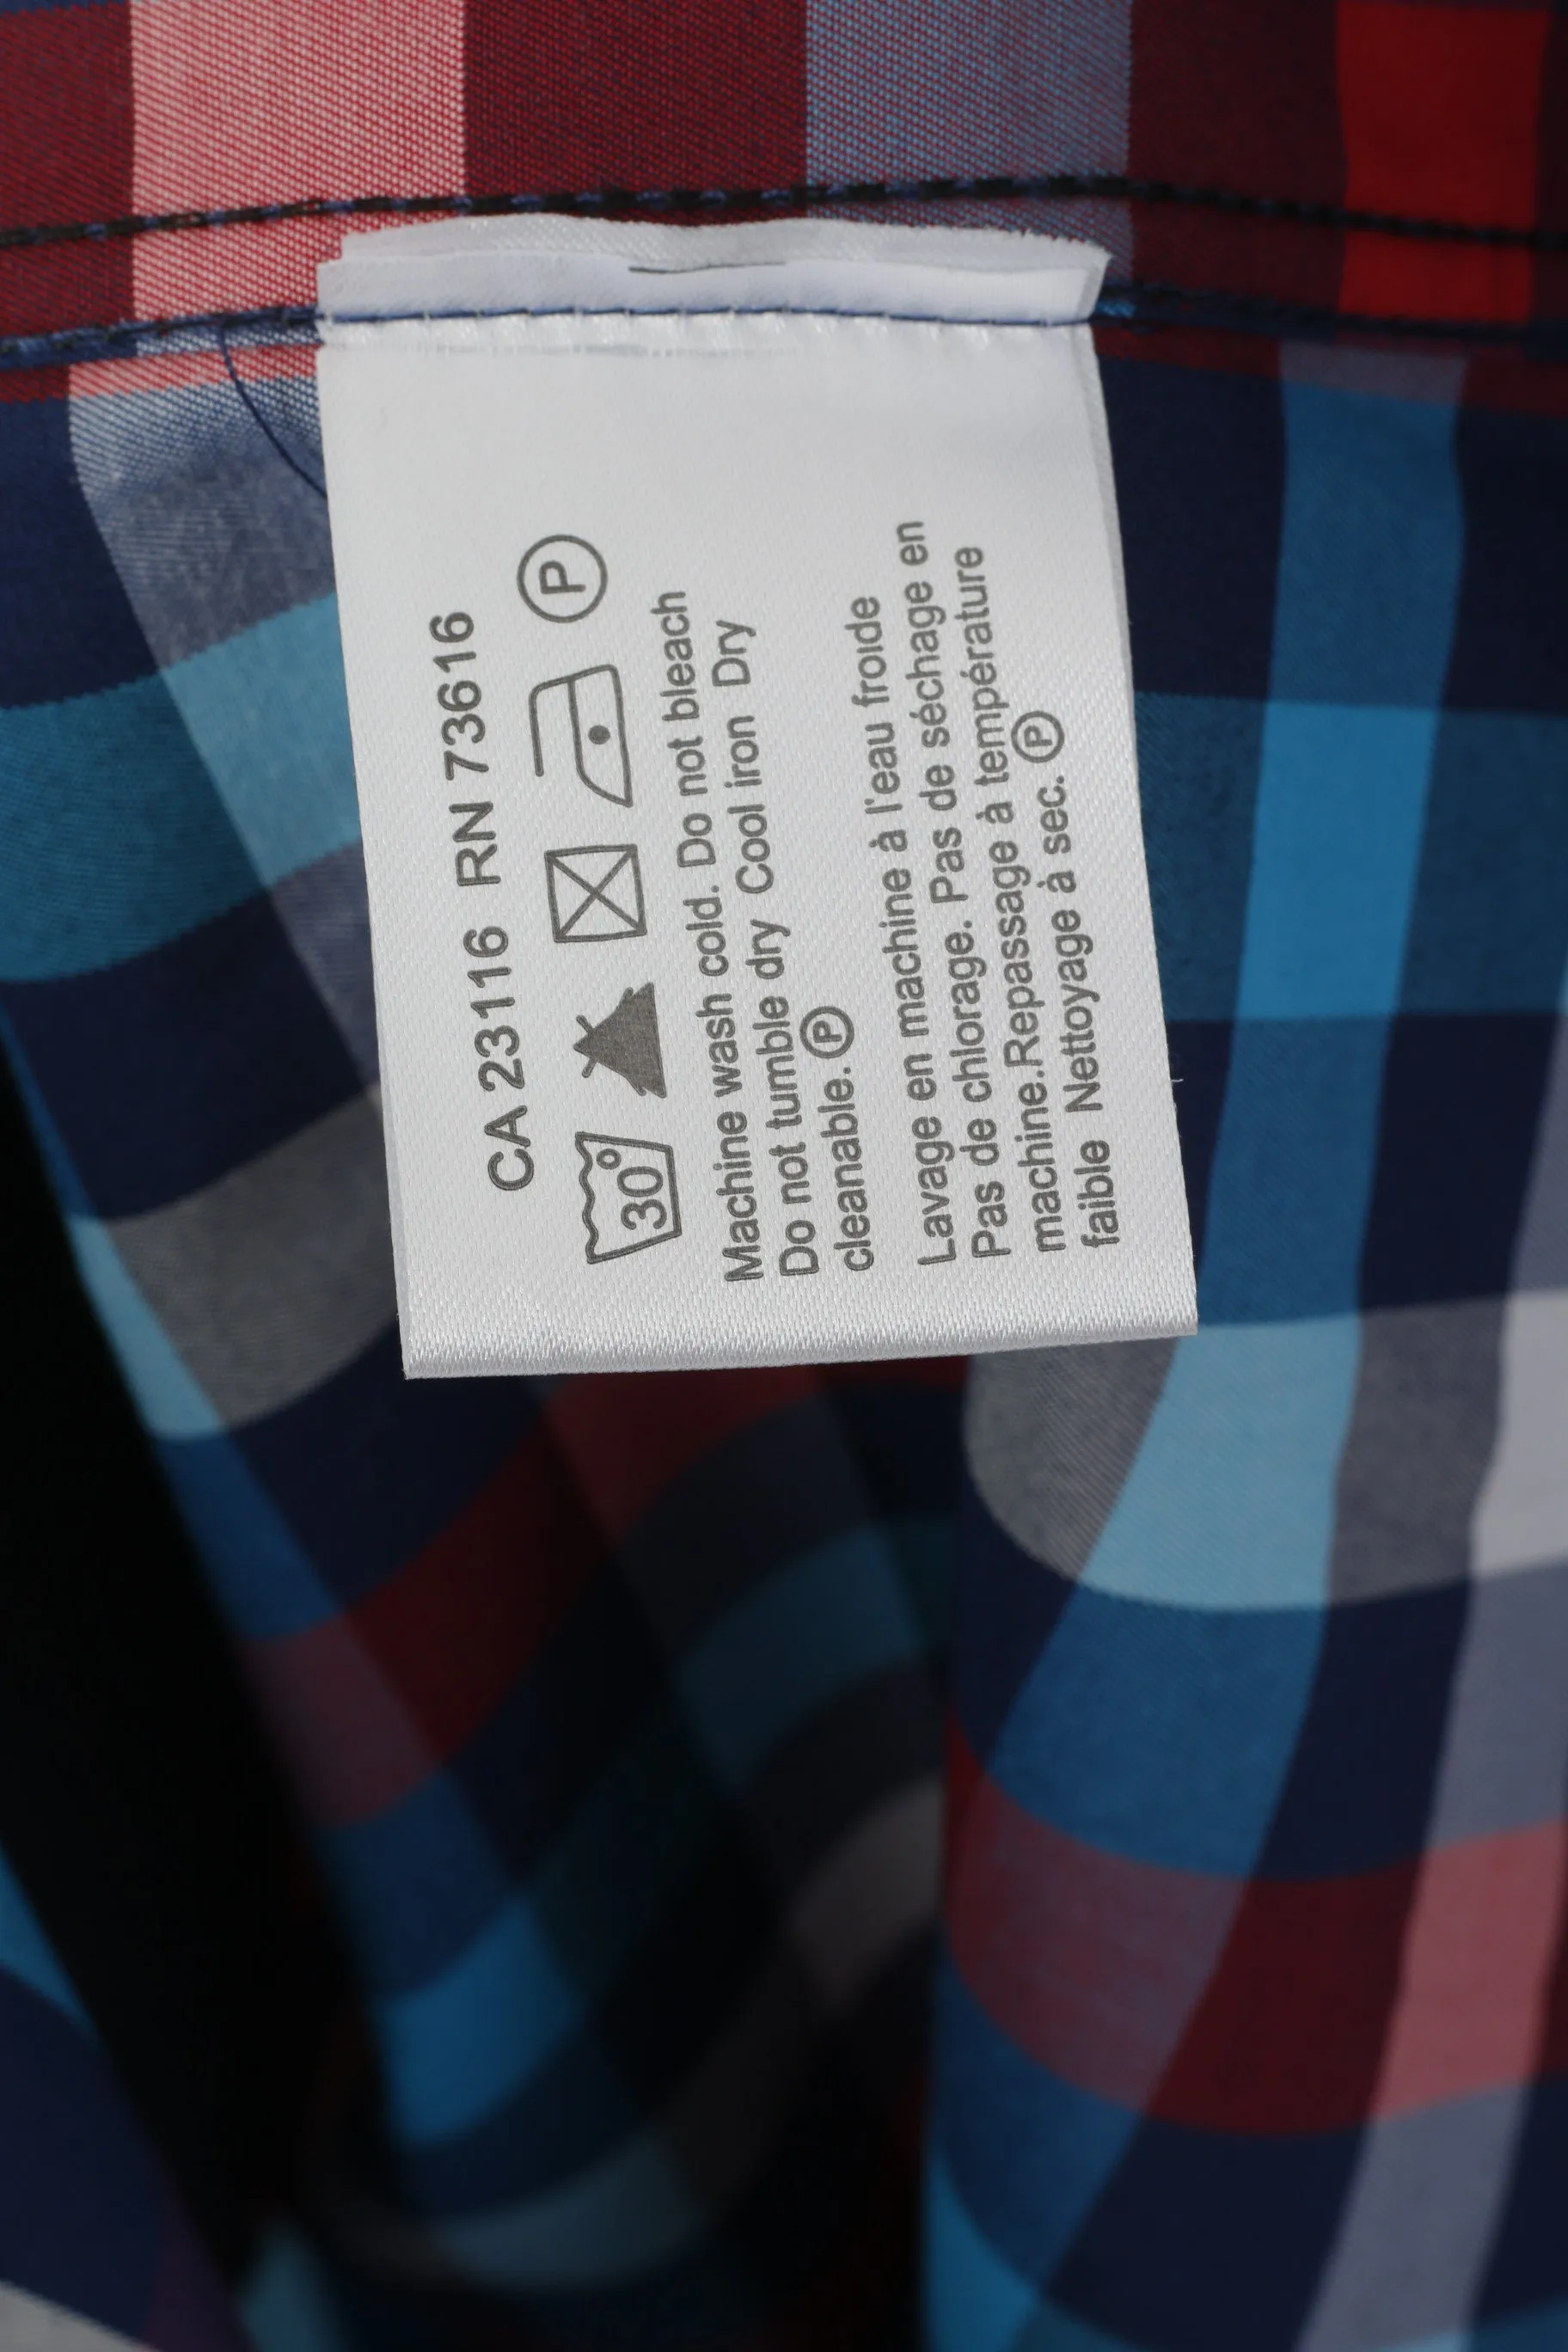 CA 23116 RN 73616
30° P
Machine wash cold. Do not bleach
Do not tumble dry Cool iron Dry
cleanable. Ⓟ
Lavage en machine à l'eau froide
Pas de chlorage. Pas de séchage en
machine.Repassage à température
faible Nettoyage à sec. Ⓟ